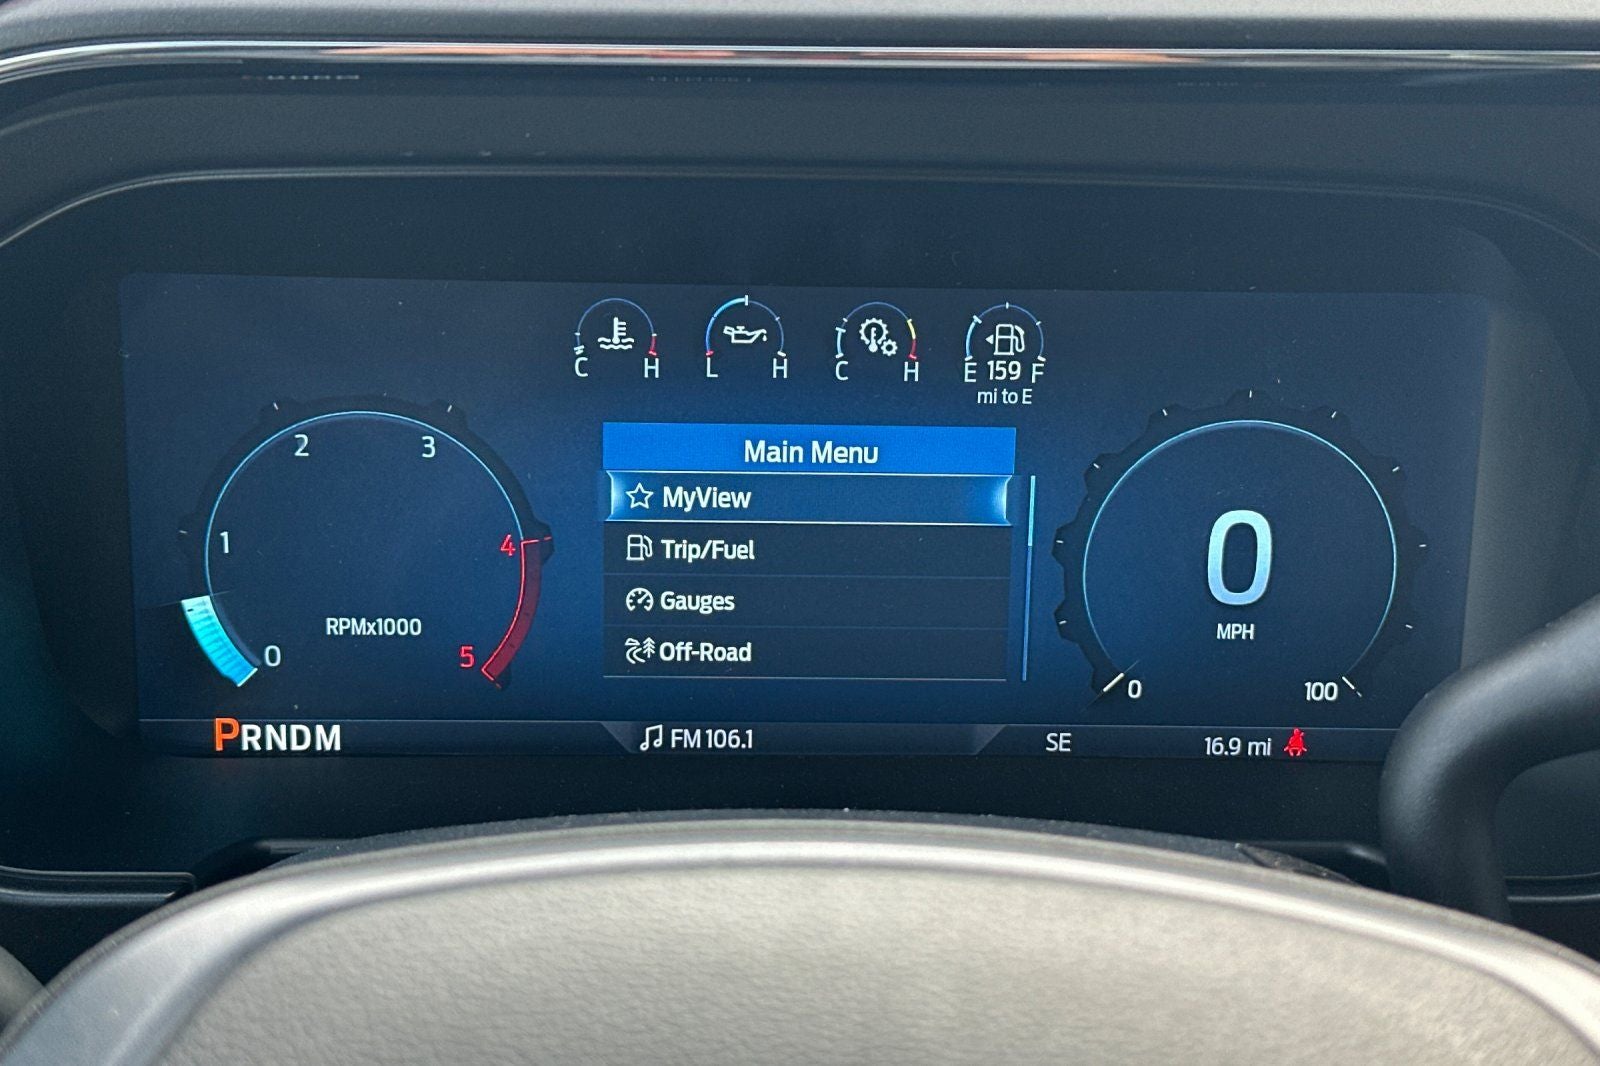 C H
L H
C H
E 159 F
mi to E
1 2 3 4 5
0
RPMx1000
Main Menu
MyView
Trip/Fuel
Gauges
Off-Road
0
MPH
0 100
PRNDM
FM 106.1
SE
16.9 mi